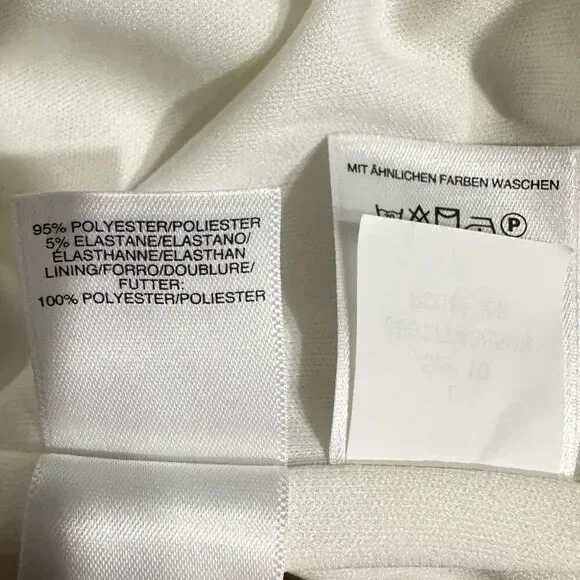 95% POLYESTER/POLIESTER
5% ELASTANE/ELASTANO/
ÉLASTHANNE/ELASTHAN
LINING/FORRO/DOUBLURE/
FUTTER:
100% POLYESTER/POLIESTER
MIT ÄHNLICHEN FARBEN WASCHEN
P